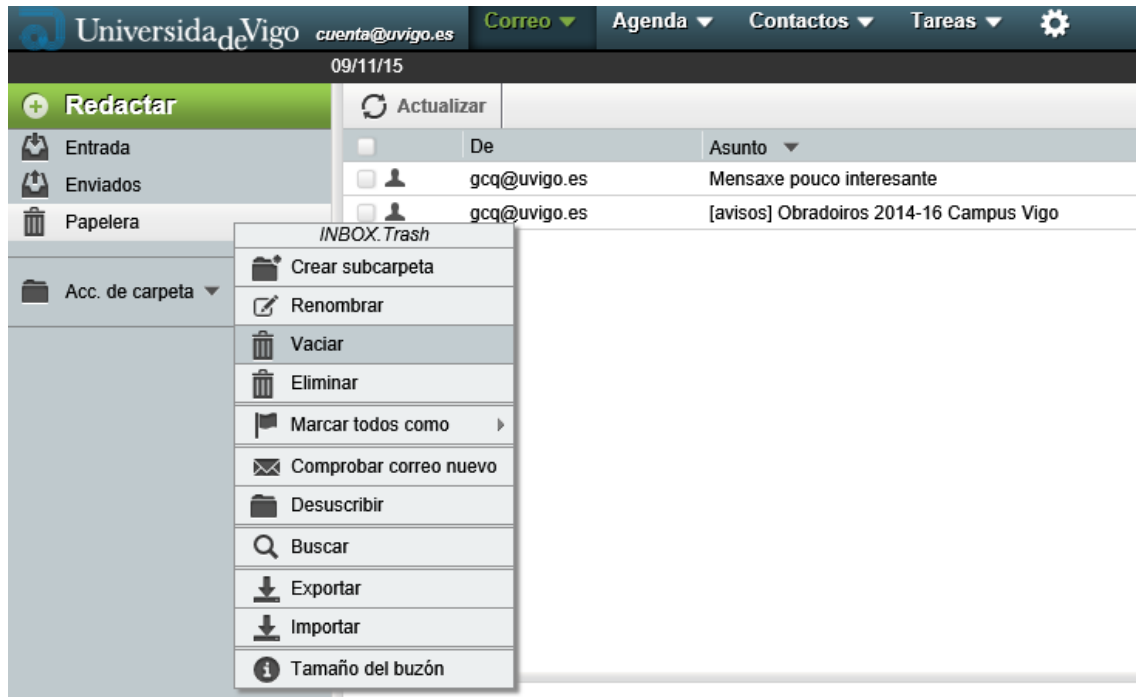 UniversidadeVigo cuenta@uvigo.es Correo Agenda Contactos Tareas
09/11/15
Redactar
Actualizar
Entrada
Enviados
Papelera
Acc. de carpeta
De Asunto
gcq@uvigo.es Mensaxe pouco interesante
gcq@uvigo.es [avisos] Obradoiros 2014-16 Campus Vigo
INBOX.Trash
Crear subcarpeta
Renombrar
Vaciar
Eliminar
Marcar todos como
Comprobar correo nuevo
Desuscribir
Buscar
Exportar
Importar
Tamaño del buzón